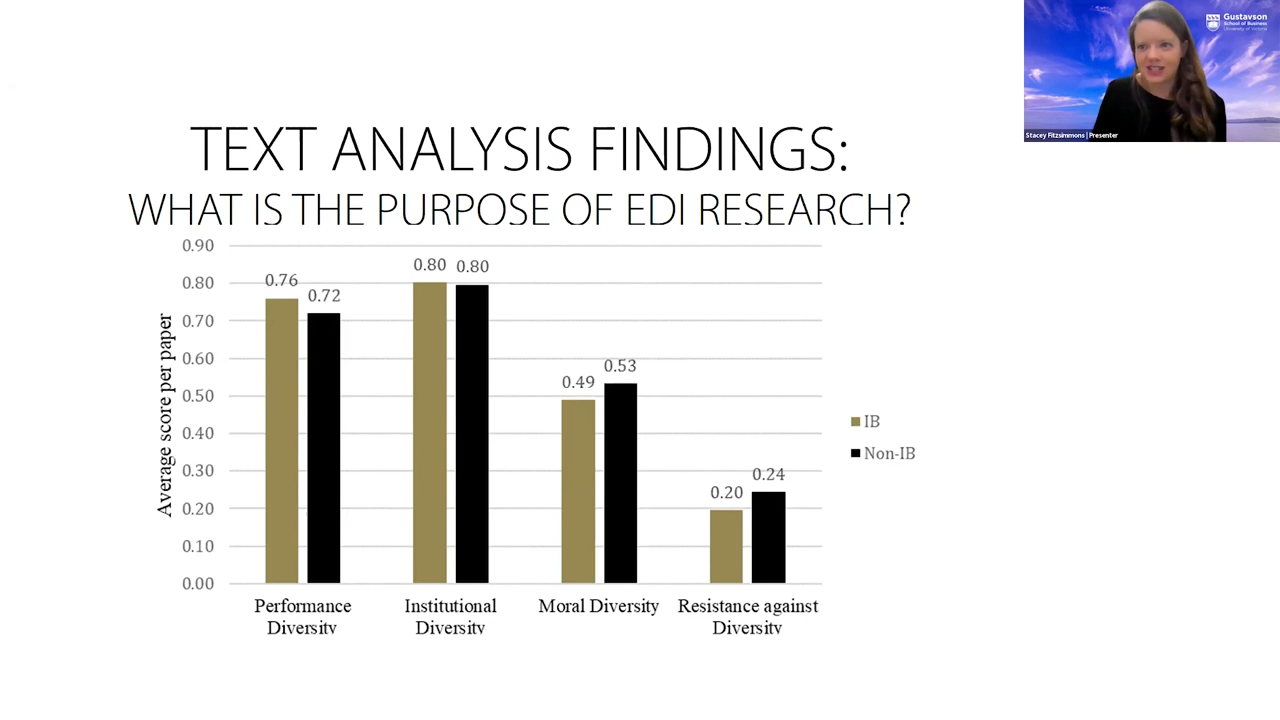 TEXT ANALYSIS FINDINGS:
WHAT IS THE PURPOSE OF EDI RESEARCH?
Average score per paper
0.90
0.80
0.70
0.60
0.50
0.40
0.30
0.20
0.10
0.00
0.76
0.72
0.80
0.80
0.49
0.53
0.20
0.24
Performance
Diversity
Institutional
Diversity
Moral Diversity
Resistance against
Diversity
IB
Non-IB
Gustavson
School of Business
University of Victoria
Stacey Fitzsimmons | Presenter